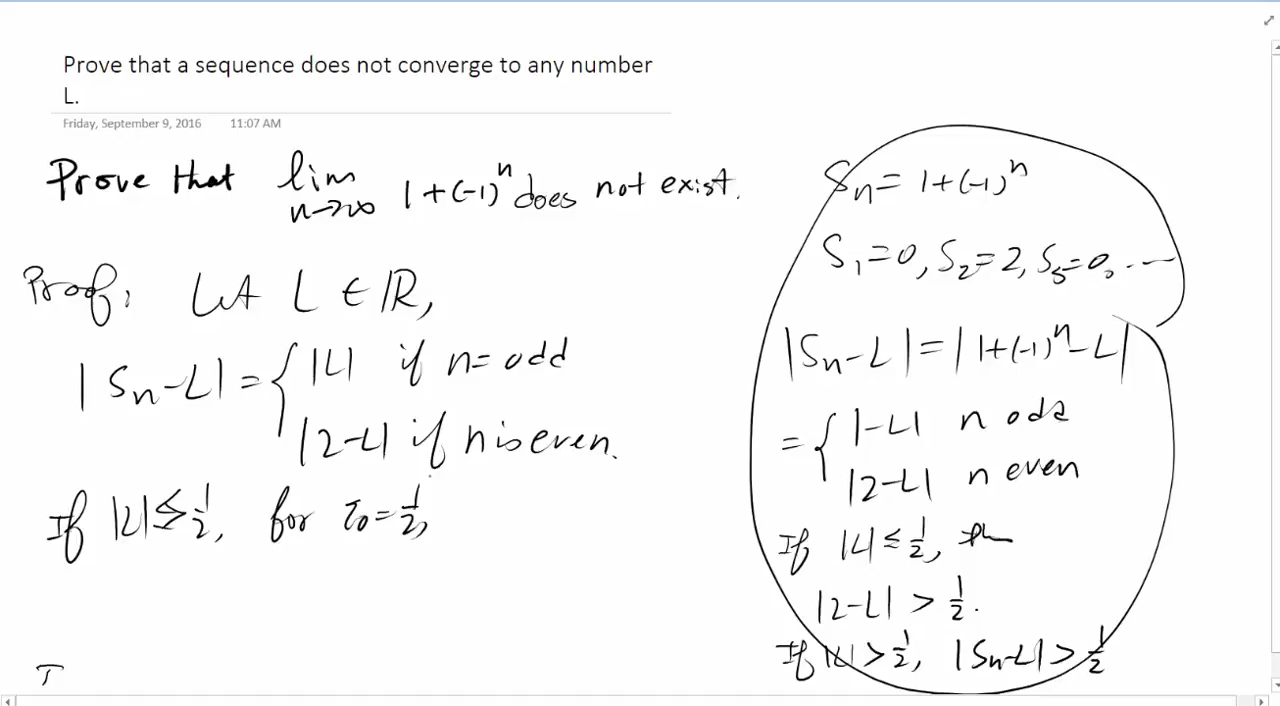 Prove that a sequence does not converge to any number
L.
Friday, September 9, 2016 11:07 AM
Prove that lim n→∞ 1+(-1)^n does not exist.
Proof: Let L ∈ ℝ,
|Sn-L| = { |L| if n= odd
|2-L| if n is even.
If |L| ≤ 1/2, for ε0 = 1/2,
Sn = 1+(-1)^n
S1=0, S2=2, S3=0, ...
|Sn-L| = |1+(-1)^n-L|
= { |-L| n odd
|2-L| n even
If |L| ≤ 1/2, then
|2-L| > 1/2.
If |L| > 1/2, |Sn-L| > 1/2